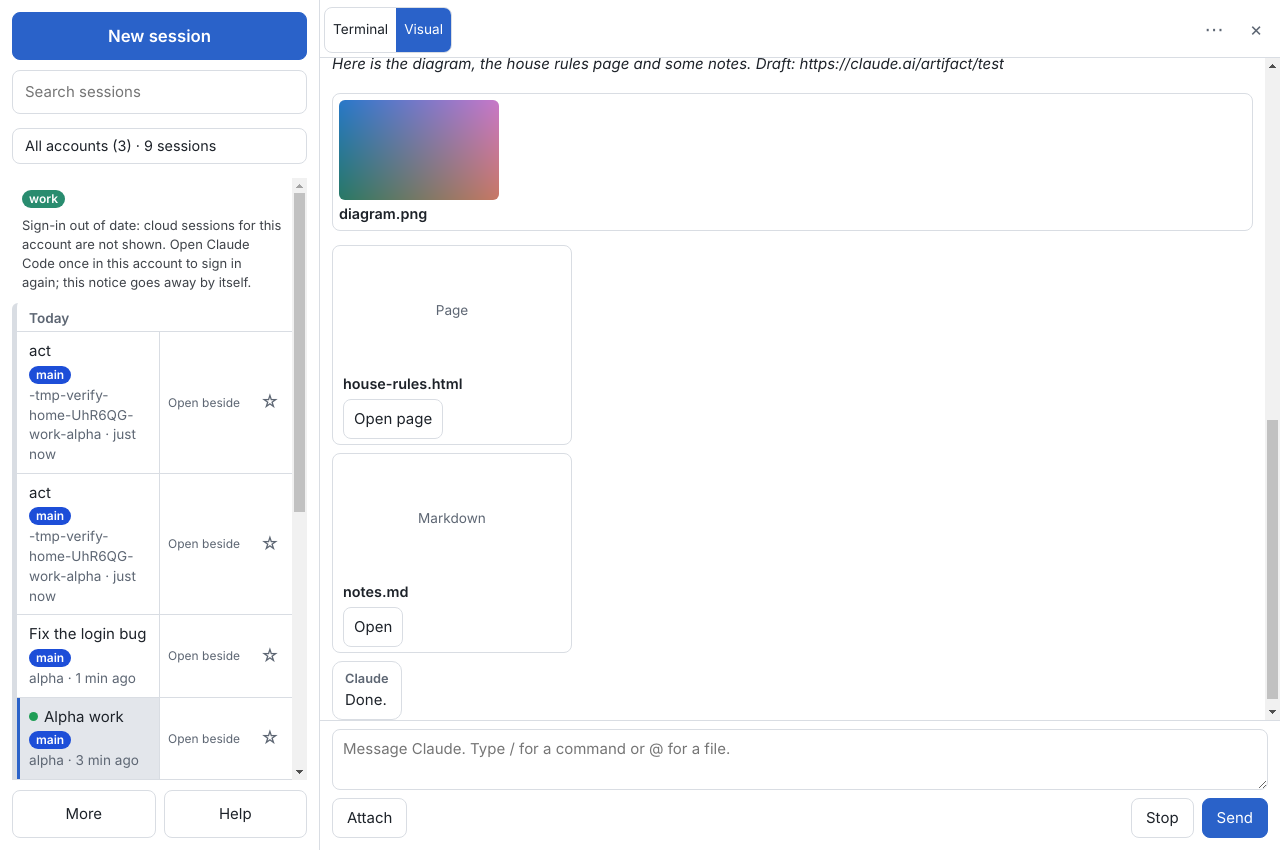 New session
Search sessions
All accounts (3) · 9 sessions
work
Sign-in out of date: cloud sessions for this
account are not shown. Open Claude
Code once in this account to sign in
again; this notice goes away by itself.
Today
act
main
-tmp-verify-
home-UhR6QG-
work-alpha · just
now
Open beside
act
main
-tmp-verify-
home-UhR6QG-
work-alpha · just
now
Open beside
Fix the login bug
main
alpha · 1 min ago
Open beside
Alpha work
main
alpha · 3 min ago
Open beside
More
Help
Terminal
Visual
Here is the diagram, the house rules page and some notes. Draft: https://claude.ai/artifact/test
diagram.png
Page
house-rules.html
Open page
Markdown
notes.md
Open
Claude
Done.
Message Claude. Type / for a command or @ for a file.
Attach
Stop
Send